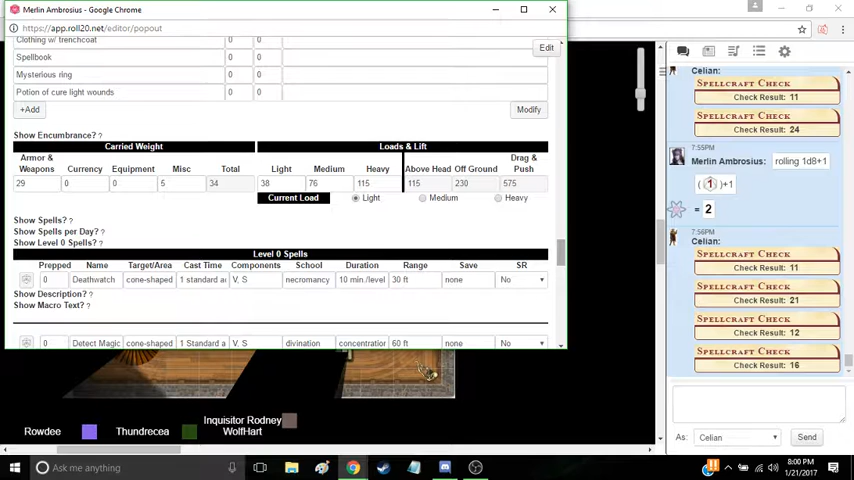 Merlin Ambrosius - Google Chrome
https://app.roll20.net/editor/popout
Edit
Clothing w/ trenchcoat 0 0
Spellbook 0 0
Mysterious ring 0 0
Potion of cure light wounds 0 0
+Add Modify
Show Encumbrance? ?
Carried Weight Loads & Lift
Armor & Weapons Currency Equipment Misc Total Light Medium Heavy Above Head Off Ground Drag & Push
29 0 0 5 34 38 76 115 115 230 575
Current Load Light Medium Heavy
Show Spells? ?
Show Spells per Day? ?
Show Level 0 Spells? ?
Level 0 Spells
Prepped Name Target/Area Cast Time Components School Duration Range Save SR
0 Deathwatch cone-shaped 1 standard a V, S necromancy 10 min./level 30 ft none No
Show Description? ?
Show Macro Text? ?
0 Detect Magic cone-shaped 1 Standard a V, S divination concentration 60 ft none No
Rowdee
Thundrecea
Inquisitor Rodney
WolfHart
Celian:
Spellcraft Check
Check Result: 11
Spellcraft Check
Check Result: 24
7:55PM
Merlin Ambrosius: rolling 1d8+1
(1)+1
= 2
7:56PM
Celian:
Spellcraft Check
Check Result: 11
Spellcraft Check
Check Result: 21
Spellcraft Check
Check Result: 12
Spellcraft Check
Check Result: 16
As: Celian Send
Ask me anything
8:00 PM
1/21/2017